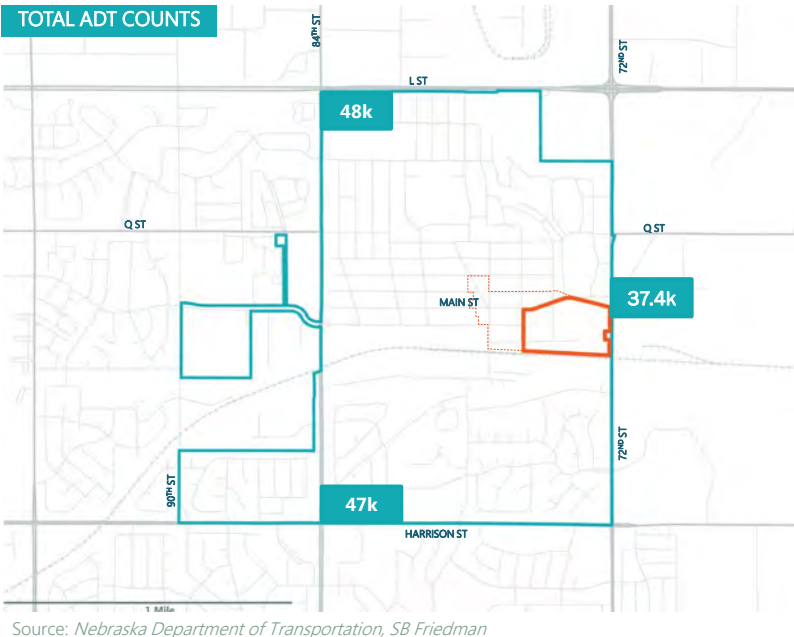 TOTAL ADT COUNTS
84TH ST
72ND ST
L ST
48k
Q ST
Q ST
37.4k
MAIN ST
72ND ST
90TH ST
47k
HARRISON ST
1 Mile
Source: Nebraska Department of Transportation, SB Friedman